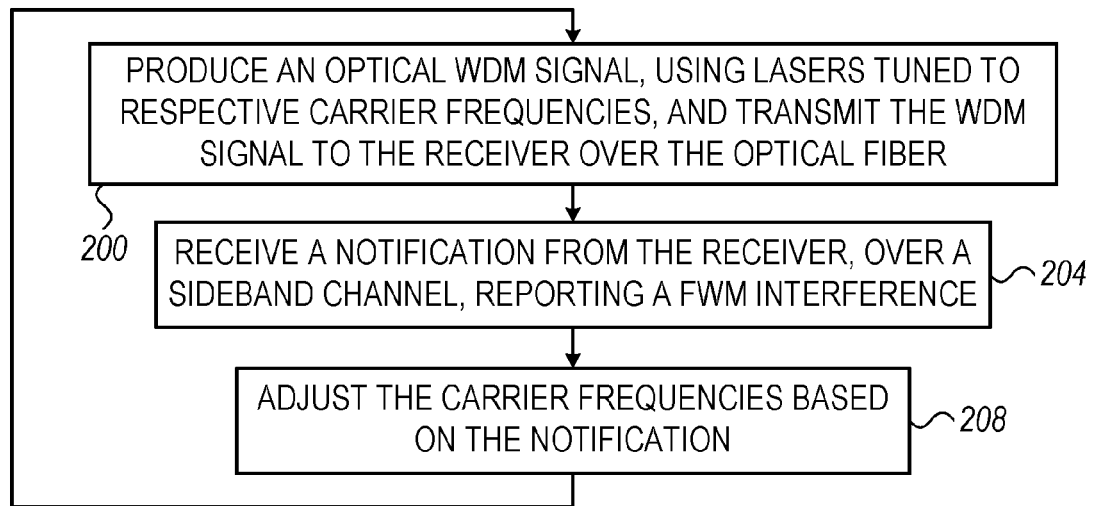 PRODUCE AN OPTICAL WDM SIGNAL, USING LASERS TUNED TO
RESPECTIVE CARRIER FREQUENCIES, AND TRANSMIT THE WDM
SIGNAL TO THE RECEIVER OVER THE OPTICAL FIBER
200
RECEIVE A NOTIFICATION FROM THE RECEIVER, OVER A
SIDEBAND CHANNEL, REPORTING A FWM INTERFERENCE
204
ADJUST THE CARRIER FREQUENCIES BASED
ON THE NOTIFICATION
208